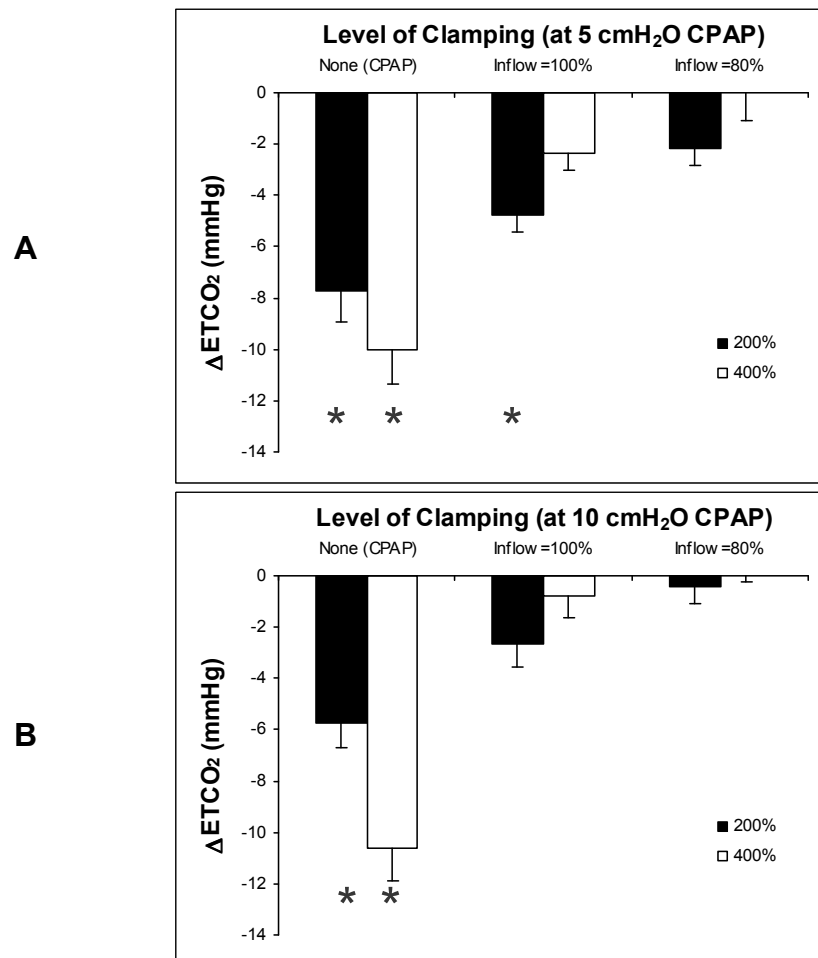 A
Level of Clamping (at 5 cmH₂O CPAP)
None (CPAP) Inflow =100% Inflow =80%
ΔETCO₂ (mmHg)
0
-2
-4
-6
-8
-10
-12
-14
200%
400%
* * *
B
Level of Clamping (at 10 cmH₂O CPAP)
None (CPAP) Inflow =100% Inflow =80%
ΔETCO₂ (mmHg)
0
-2
-4
-6
-8
-10
-12
-14
200%
400%
* *